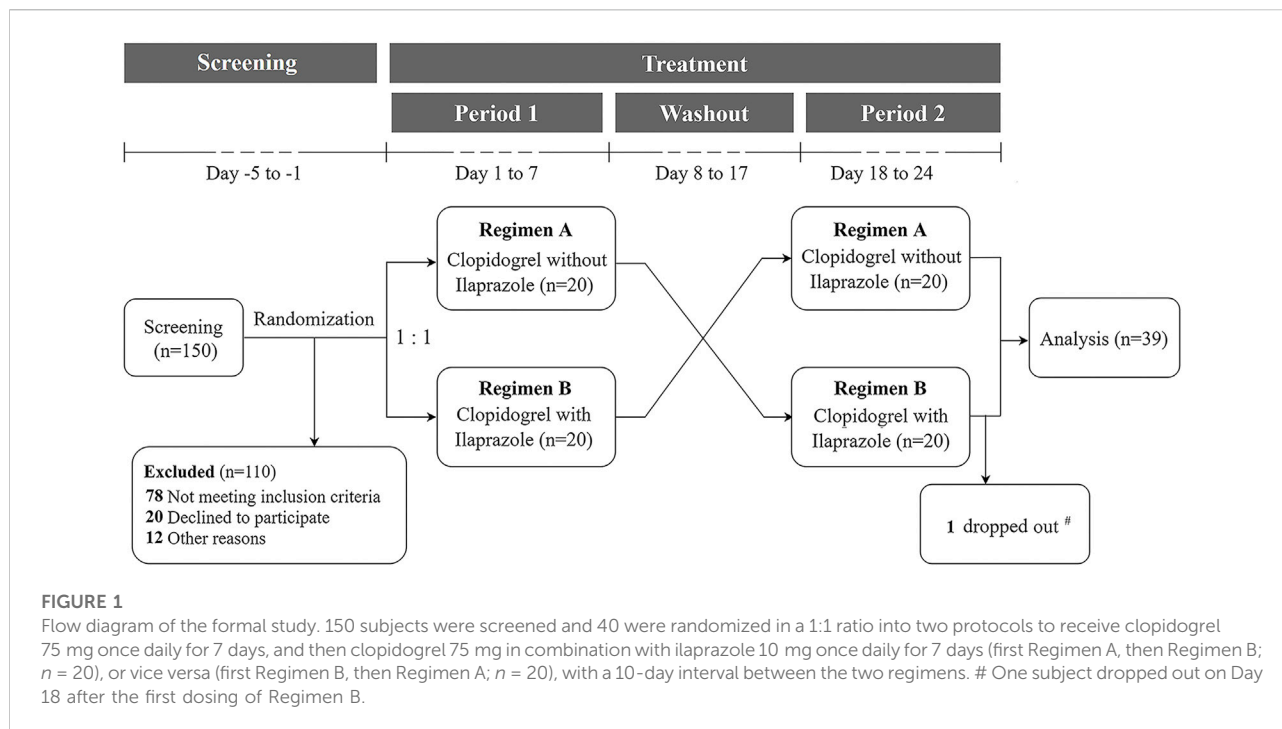 Screening
Treatment
Period 1
Washout
Period 2
Day -5 to -1
Day 1 to 7
Day 8 to 17
Day 18 to 24
Screening
(n=150)
Randomization
1 : 1
Excluded (n=110)
78 Not meeting inclusion criteria
20 Declined to participate
12 Other reasons
Regimen A
Clopidogrel without
Ilaprazole (n=20)
Regimen B
Clopidogrel with
Ilaprazole (n=20)
Regimen A
Clopidogrel without
Ilaprazole (n=20)
Regimen B
Clopidogrel with
Ilaprazole (n=20)
1 dropped out #
Analysis (n=39)
FIGURE 1
Flow diagram of the formal study. 150 subjects were screened and 40 were randomized in a 1:1 ratio into two protocols to receive clopidogrel
75 mg once daily for 7 days, and then clopidogrel 75 mg in combination with ilaprazole 10 mg once daily for 7 days (first Regimen A, then Regimen B;
n = 20), or vice versa (first Regimen B, then Regimen A; n = 20), with a 10-day interval between the two regimens. # One subject dropped out on Day
18 after the first dosing of Regimen B.